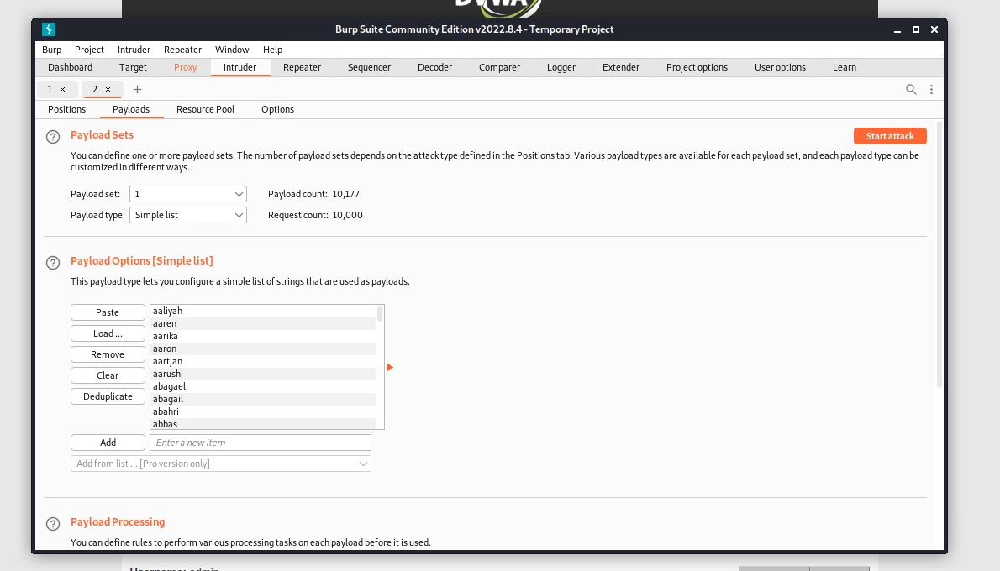 DVWA
Burp Suite Community Edition v2022.8.4 - Temporary Project
Burp Project Intruder Repeater Window Help
Dashboard Target Proxy Intruder Repeater Sequencer Decoder Comparer Logger Extender Project options User options Learn
1 × 2 × +
Positions Payloads Resource Pool Options
Payload Sets
Start attack
You can define one or more payload sets. The number of payload sets depends on the attack type defined in the Positions tab. Various payload types are available for each payload set, and each payload type can be
customized in different ways.
Payload set: 1 Payload count: 10,177
Payload type: Simple list Request count: 10,000
Payload Options [Simple list]
This payload type lets you configure a simple list of strings that are used as payloads.
Paste
Load ...
Remove
Clear
Deduplicate
aaliyah
aaren
aarika
aaron
aartjan
aarushi
abagael
abagail
abahri
abbas
Add Enter a new item
Add from list ... [Pro version only]
Payload Processing
You can define rules to perform various processing tasks on each payload before it is used.
Username: admin